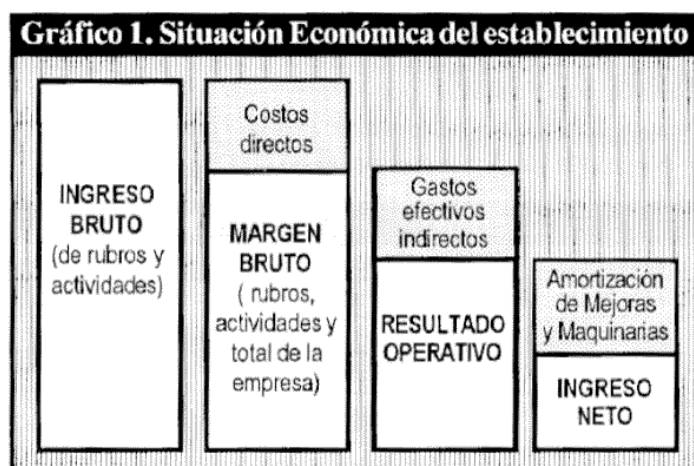 Gráfico 1. Situación Económica del establecimiento
INGRESO
BRUTO
(de rubros y
actividades)
Costos
directos
MARGEN
BRUTO
( rubros,
actividades y
total de la
empresa)
Gastos
efectivos
indirectos
RESULTADO
OPERATIVO
Amortización
de Mejoras
y Maquinarias
INGRESO
NETO